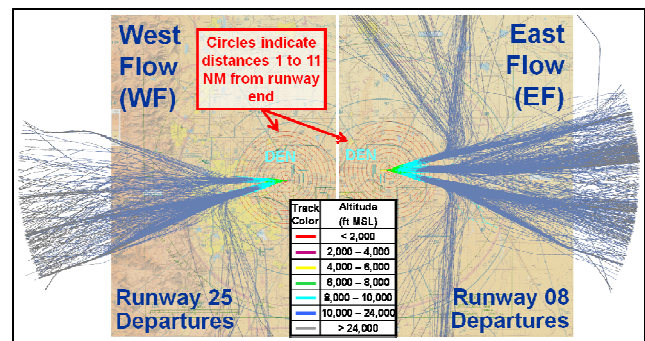 West
Flow
(WF)
Circles indicate
distances 1 to 11
NM from runway
end
East
Flow
(EF)
DEN
DEN
Track
Color
Altitude
(ft MSL)
< 2,000
2,000 – 4,000
4,000 – 6,000
6,000 – 8,000
8,000 – 10,000
10,000 – 24,000
> 24,000
Runway 25
Departures
Runway 08
Departures